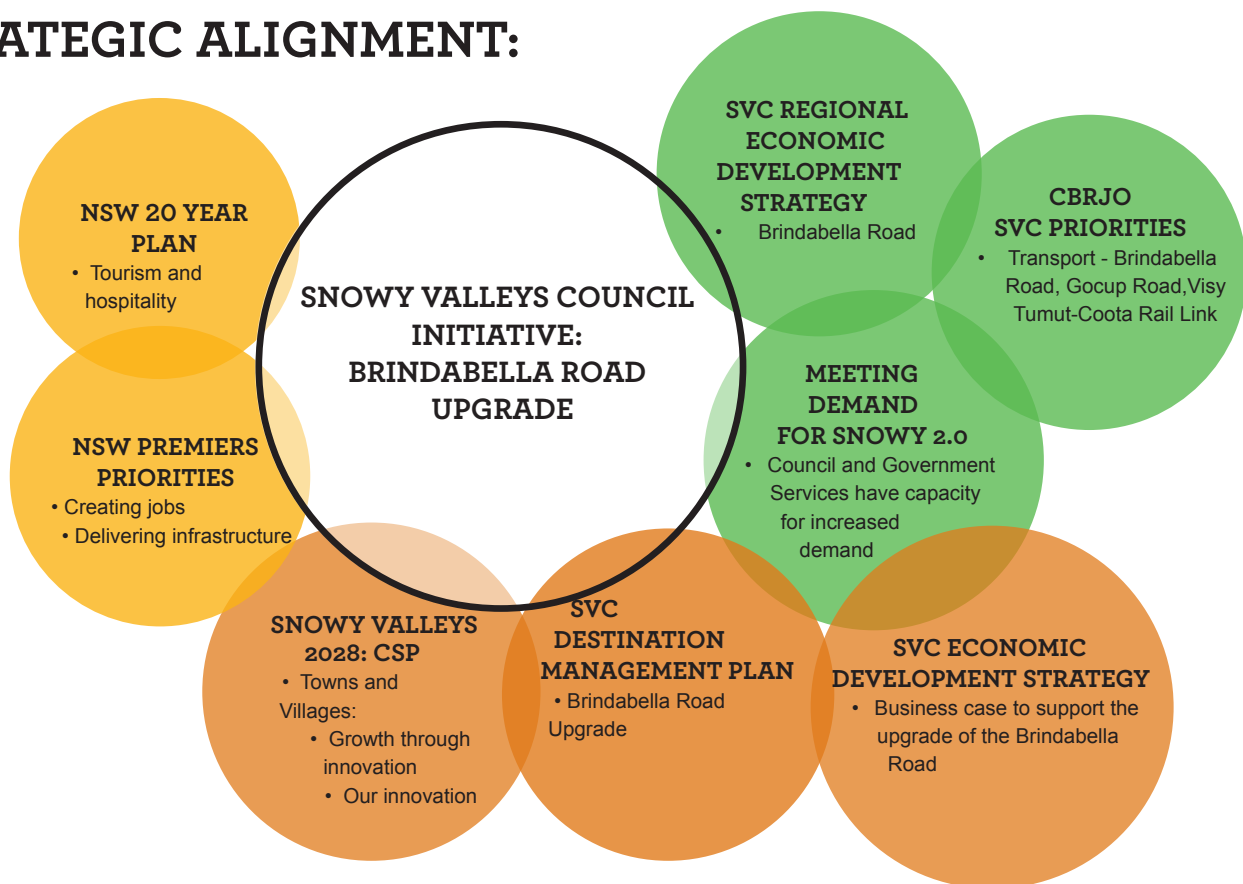 ATEGIC ALIGNMENT:
NSW 20 YEAR
PLAN
• Tourism and
hospitality
NSW PREMIERS
PRIORITIES
• Creating jobs
• Delivering infrastructure
SNOWY VALLEYS COUNCIL
INITIATIVE:
BRINDABELLA ROAD
UPGRADE
SVC REGIONAL
ECONOMIC
DEVELOPMENT
STRATEGY
• Brindabella Road
CBRJO
SVC PRIORITIES
• Transport - Brindabella
Road, Gocup Road,Visy
Tumut-Coota Rail Link
MEETING
DEMAND
FOR SNOWY 2.0
• Council and Government
Services have capacity
for increased
demand
SNOWY VALLEYS
2028: CSP
• Towns and
Villages:
• Growth through
innovation
• Our innovation
SVC
DESTINATION
MANAGEMENT PLAN
• Brindabella Road
Upgrade
SVC ECONOMIC
DEVELOPMENT STRATEGY
• Business case to support the
upgrade of the Brindabella
Road